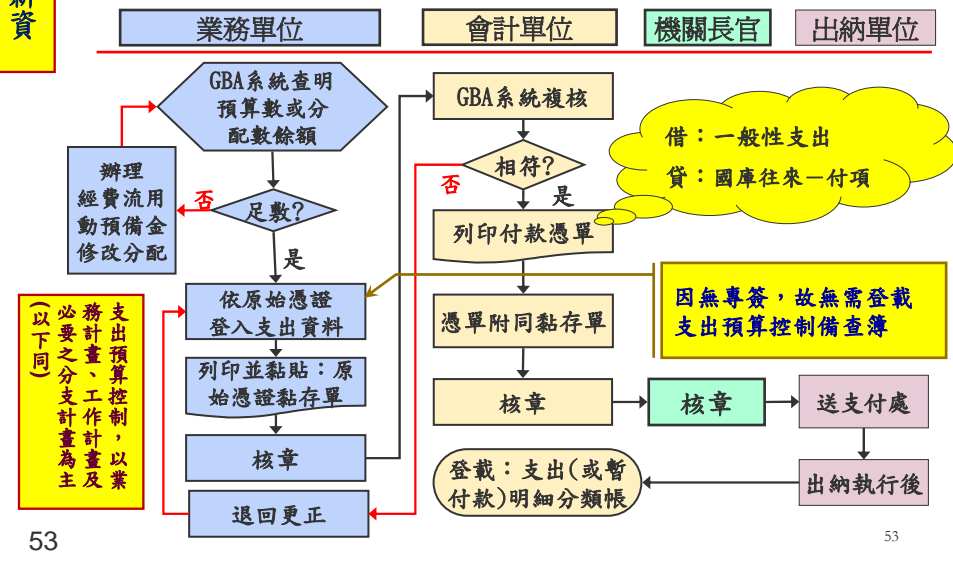 薪資
業務單位
會計單位
機關長官
出納單位
GBA系統查明
預算數或分
配數餘額
辦理
經費流用
動預備金
修改分配
否
足敷?
是
依原始憑證
登入支出資料
列印並黏貼：原
始憑證黏存單
核章
退回更正
GBA系統複核
相符?
否
是
列印付款憑單
憑單附同黏存單
核章
登載：支出(或暫
付款)明細分類帳
核章
送支付處
出納執行後
借：一般性支出
貸：國庫往來－付項
因無專簽，故無需登載
支出預算控制備查簿
支出預算控制，以業
務計畫、工作計畫及
必要之分支計畫為主
(以下同)
53
53